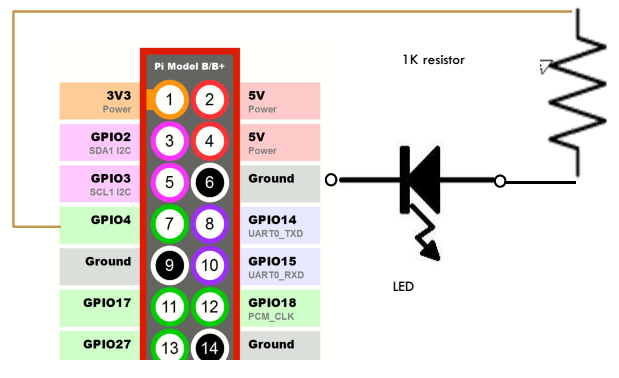 1K resistor
Pi Model B/B+
3V3
Power
1
2
5V
Power
GPIO2
SDA1 I2C
3
4
5V
Power
GPIO3
SCL1 I2C
5
6
Ground
GPIO4
7
8
GPIO14
UART0_TXD
Ground
9
10
GPIO15
UART0_RXD
GPIO17
11
12
GPIO18
PCM_CLK
GPIO27
13
14
Ground
LED